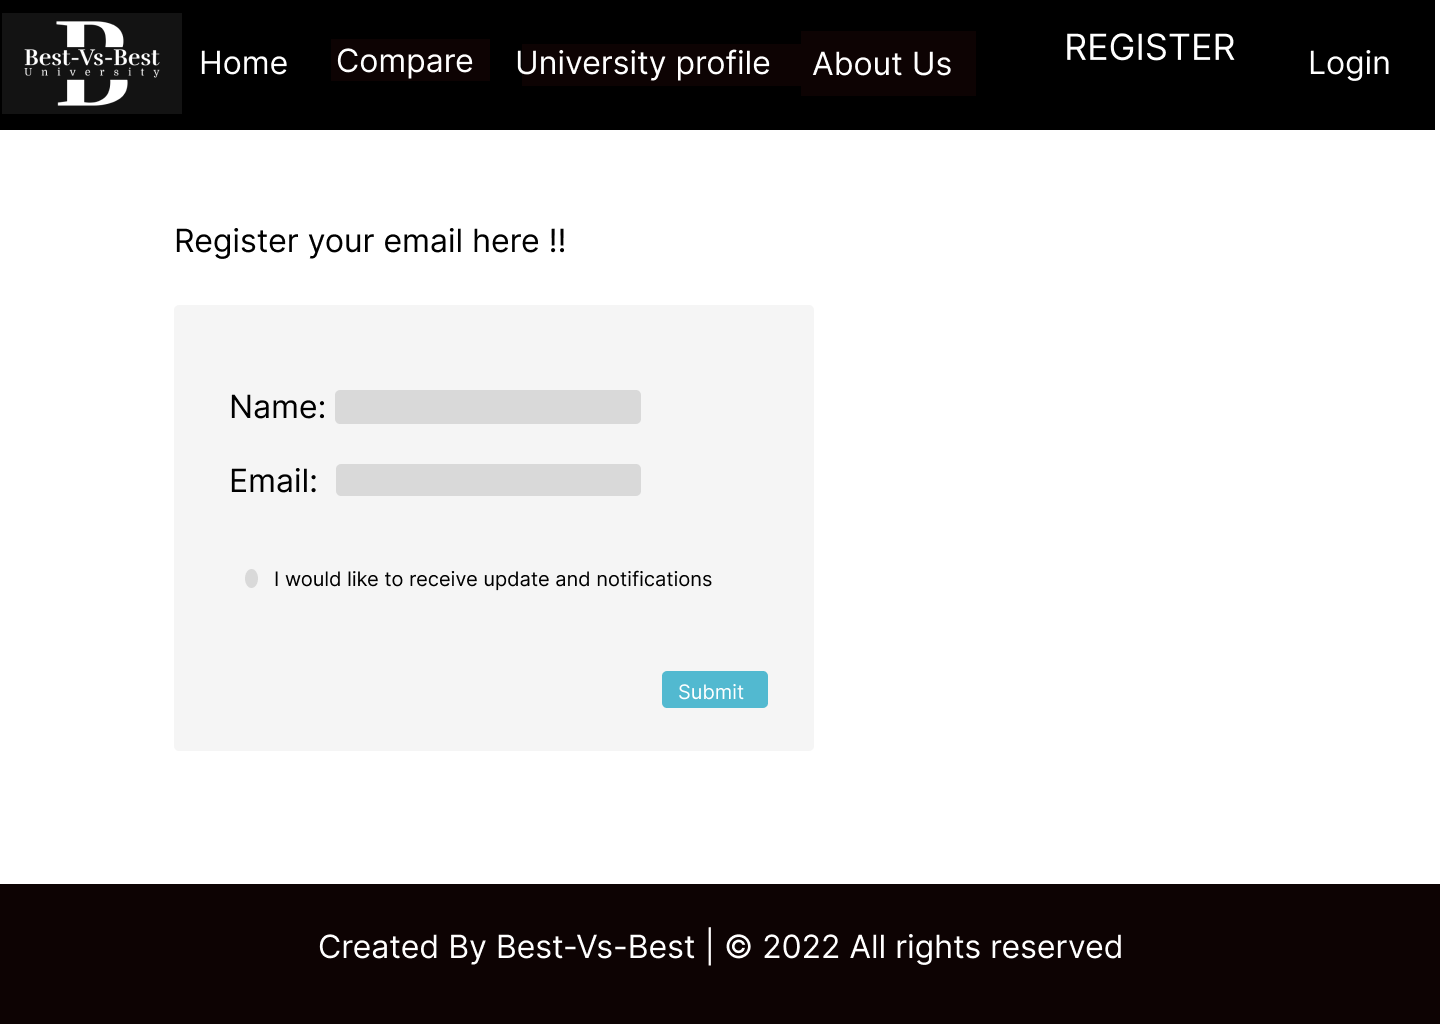 Best-Vs-Best
University
Home
Compare
University profile
About Us
REGISTER
Login
Register your email here !!
Name:
Email:
I would like to receive update and notifications
Submit
Created By Best-Vs-Best | © 2022 All rights reserved